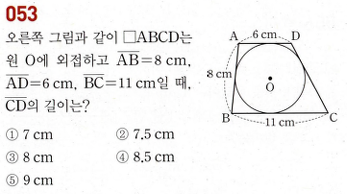 053
오른쪽 그림과 같이 □ABCD는
원 O에 외접하고 AB=8 cm,
AD=6 cm, BC=11 cm일 때,
CD의 길이는?
① 7 cm ② 7.5 cm
③ 8 cm ④ 8.5 cm
⑤ 9 cm
A 6 cm D
8 cm
O
B 11 cm C